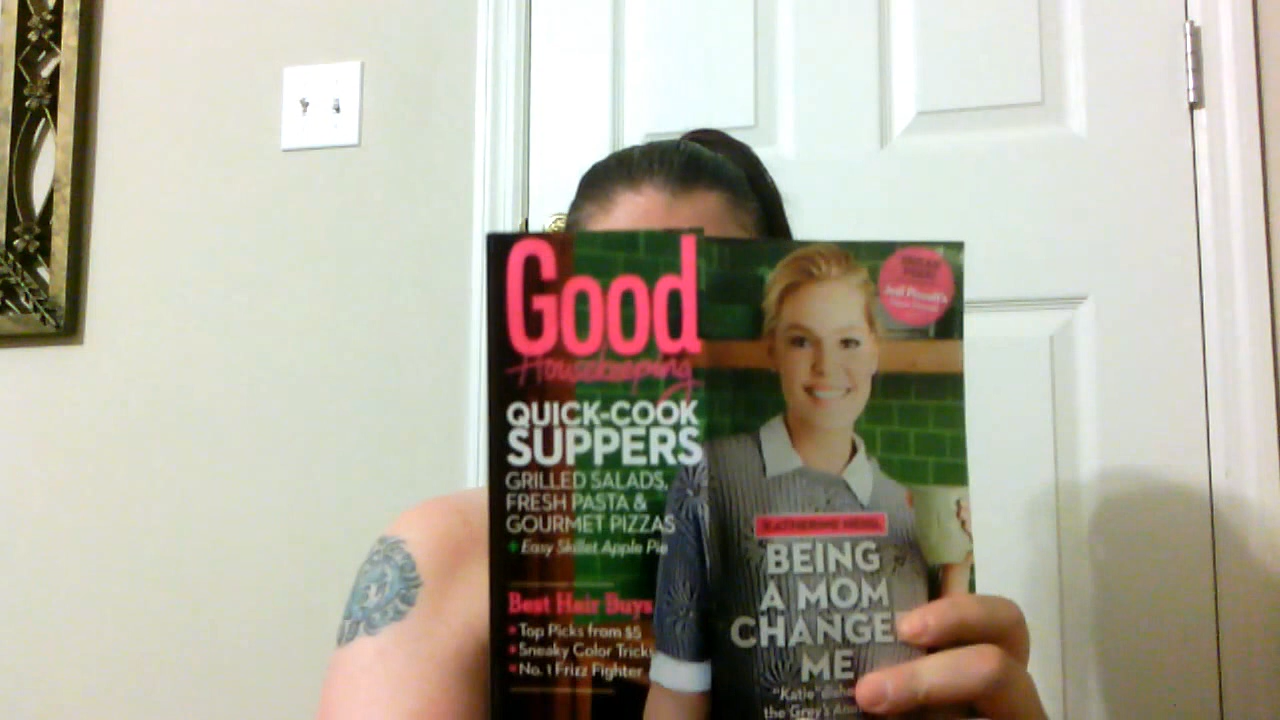 Good
Housekeeping
QUICK-COOK
SUPPERS
GRILLED SALADS,
FRESH PASTA &
GOURMET PIZZAS
+ Easy Skillet Apple Pie
Best Hair Buys
• Top Picks from $5
• Sneaky Color Tricks
• No. 1 Frizz Fighter
Jodi Picoult's
KATHERINE HEIGL
BEING
A MOM
CHANGE
ME
"Katie" dishe
the Grey's Ana